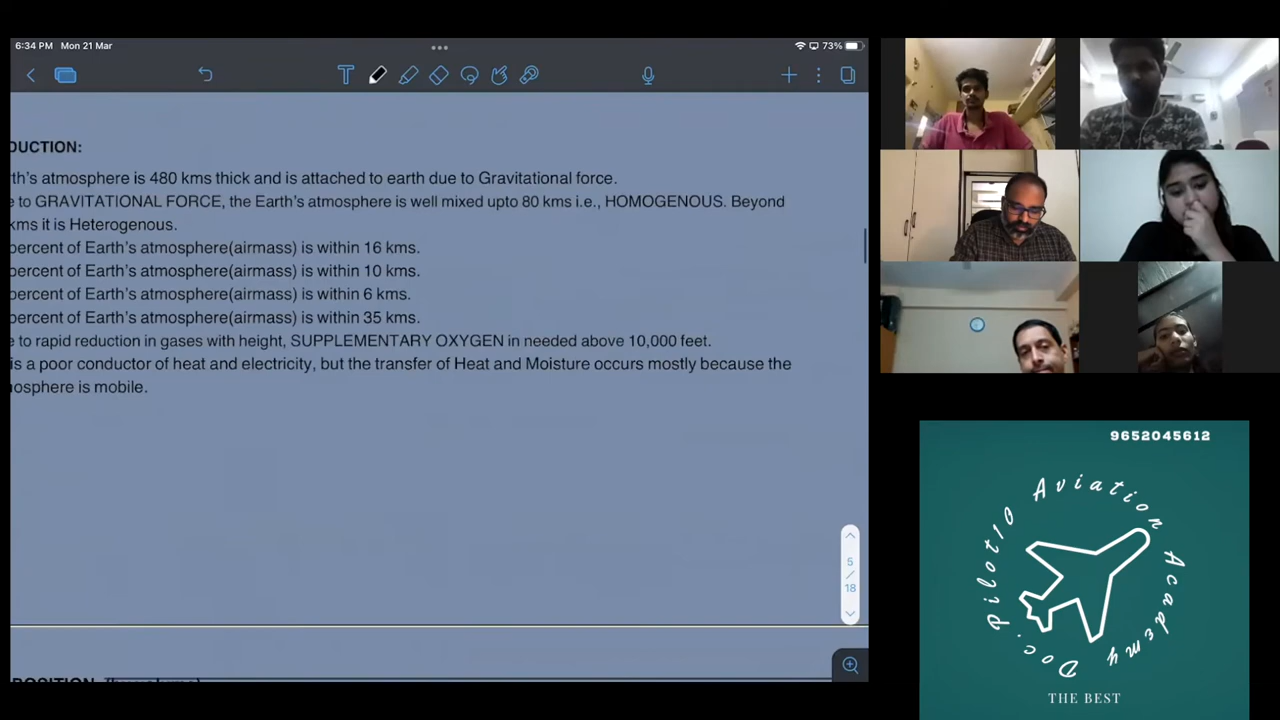 6:34 PM Mon 21 Mar
73%
DUCTION:
th's atmosphere is 480 kms thick and is attached to earth due to Gravitational force.
e to GRAVITATIONAL FORCE, the Earth's atmosphere is well mixed upto 80 kms i.e., HOMOGENOUS. Beyond
kms it is Heterogenous.
percent of Earth's atmosphere(airmass) is within 16 kms.
percent of Earth's atmosphere(airmass) is within 10 kms.
percent of Earth's atmosphere(airmass) is within 6 kms.
percent of Earth's atmosphere(airmass) is within 35 kms.
e to rapid reduction in gases with height, SUPPLEMENTARY OXYGEN in needed above 10,000 feet.
is a poor conductor of heat and electricity, but the transfer of Heat and Moisture occurs mostly because the
osphere is mobile.
5
/
18
9652045612
Doc.Pilot10 Aviation Academy
THE BEST